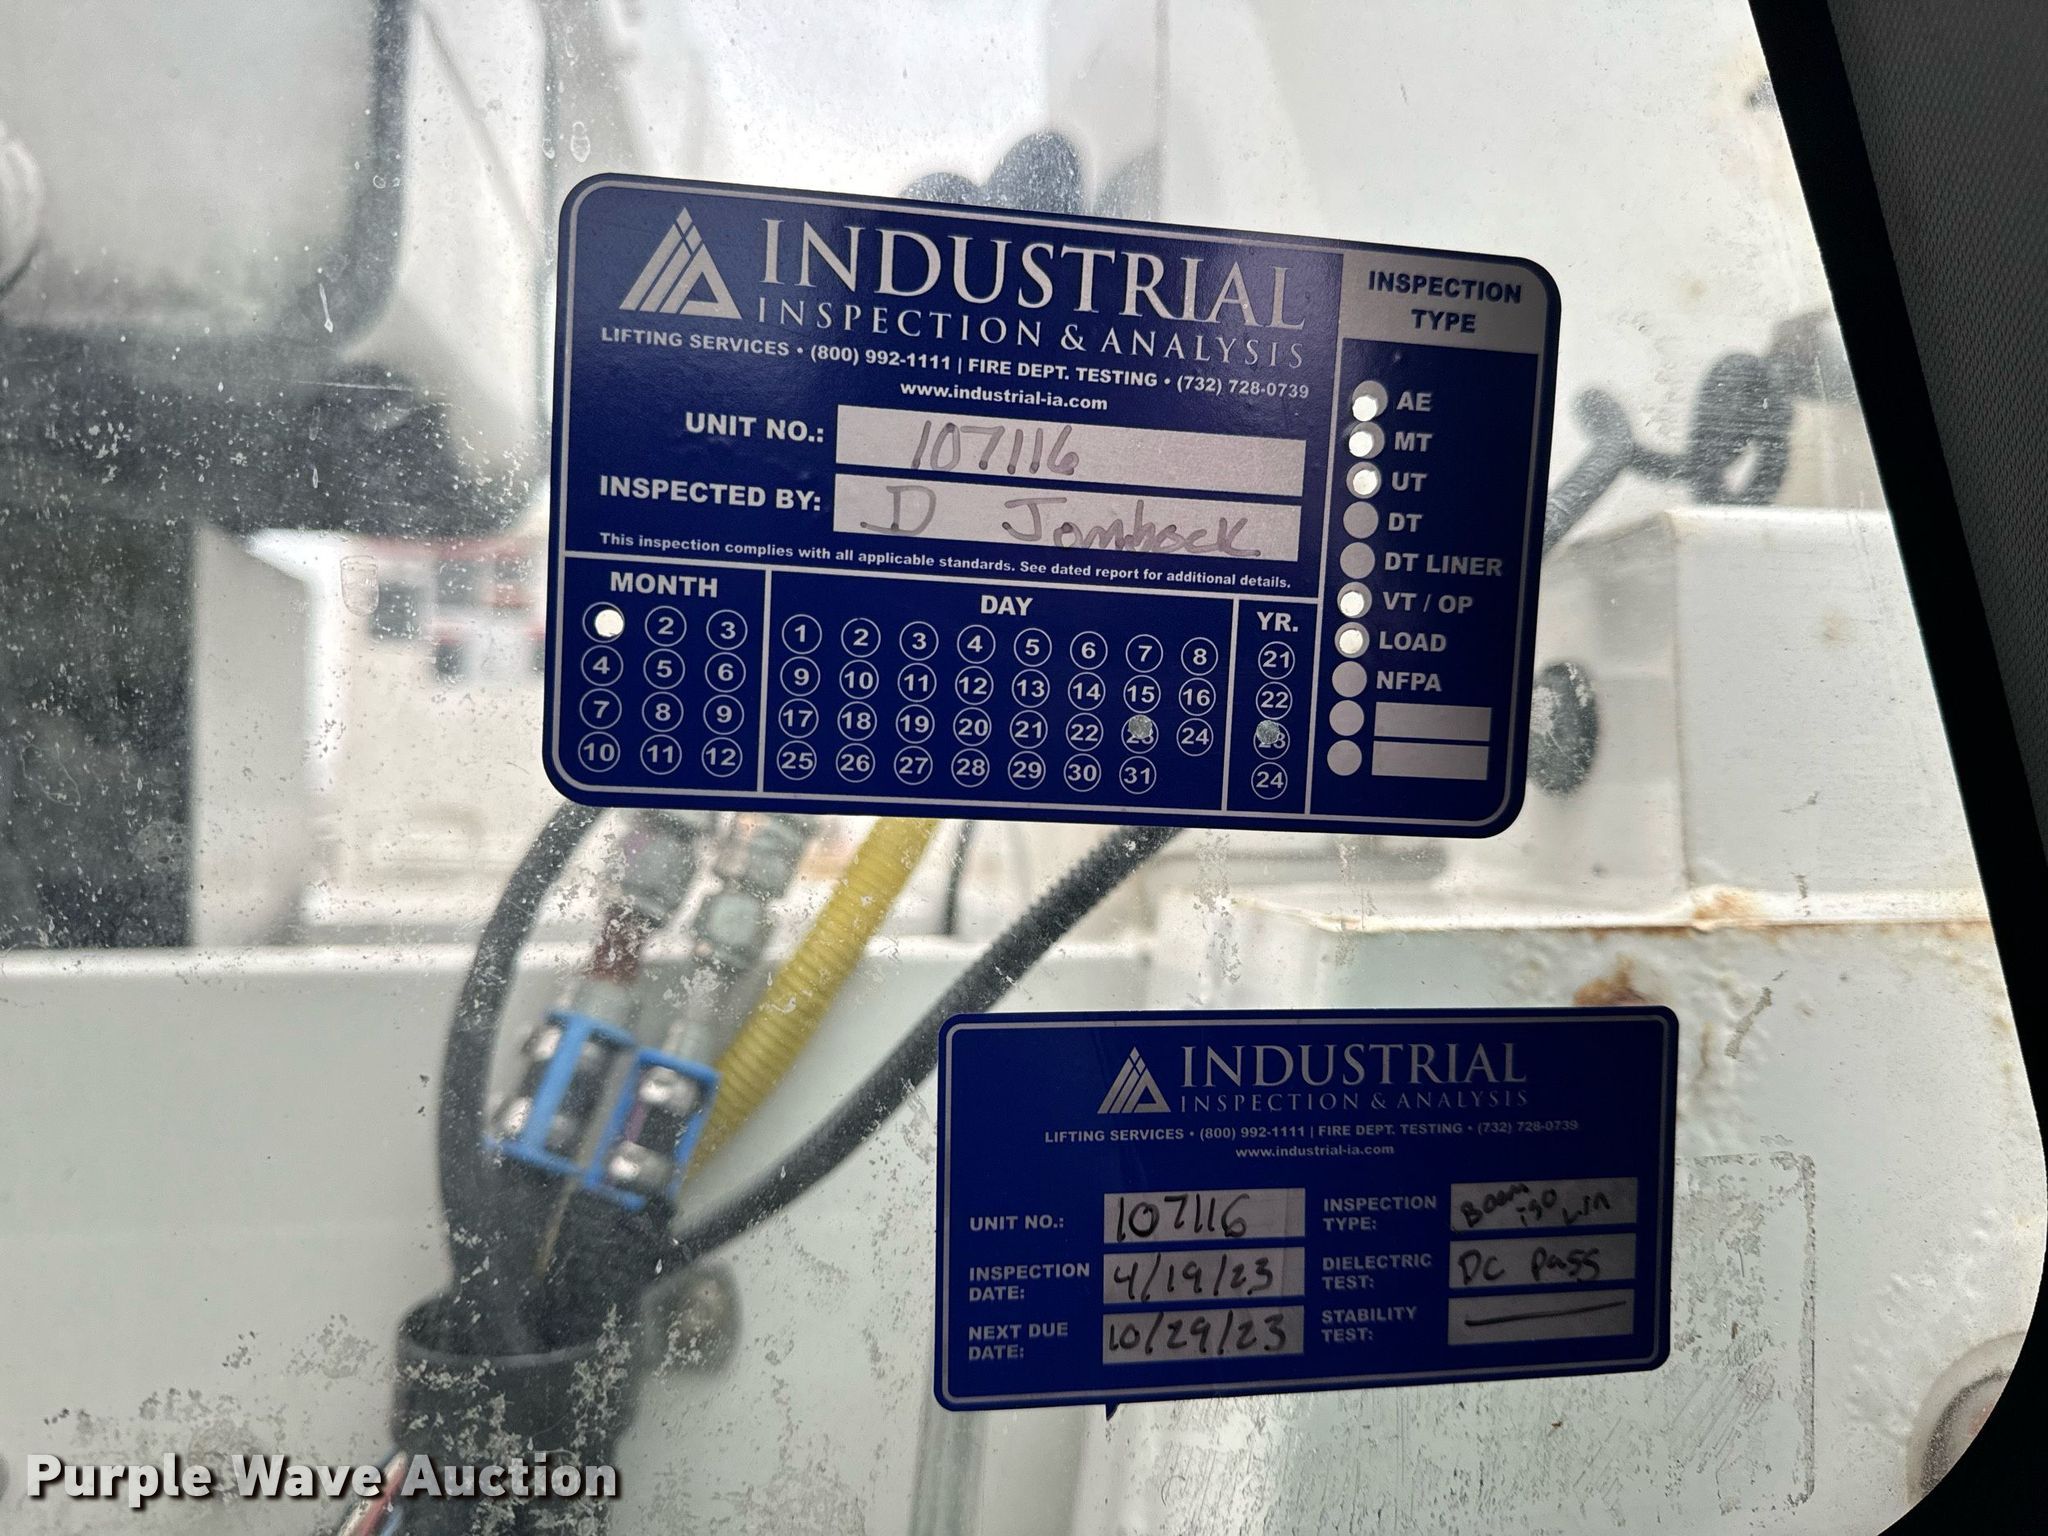 INDUSTRIAL
INSPECTION & ANALYSIS
LIFTING SERVICES • (800) 992-1111 | FIRE DEPT. TESTING • (732) 728-0739
www.industrial-ia.com
UNIT NO.: 107116
INSPECTED BY: D Jombock
This inspection complies with all applicable standards. See dated report for additional details.
MONTH
2 3
4 5 6
7 8 9
10 11 12
DAY
1 2 3 4 5 6 7 8
9 10 11 12 13 14 15 16
17 18 19 20 21 22 23 24
25 26 27 28 29 30 31
YR.
21
22
23
24
INSPECTION
TYPE
AE
MT
UT
DT
DT LINER
VT / OP
LOAD
NFPA
INDUSTRIAL
INSPECTION & ANALYSIS
LIFTING SERVICES • (800) 992-1111 | FIRE DEPT. TESTING • (732) 728-0739
www.industrial-ia.com
UNIT NO.: 107116
INSPECTION
DATE: 4/19/23
NEXT DUE
DATE: 10/29/23
INSPECTION
TYPE: Boom iso Lin
DIELECTRIC
TEST: DC Pass
STABILITY
TEST:
Purple Wave Auction